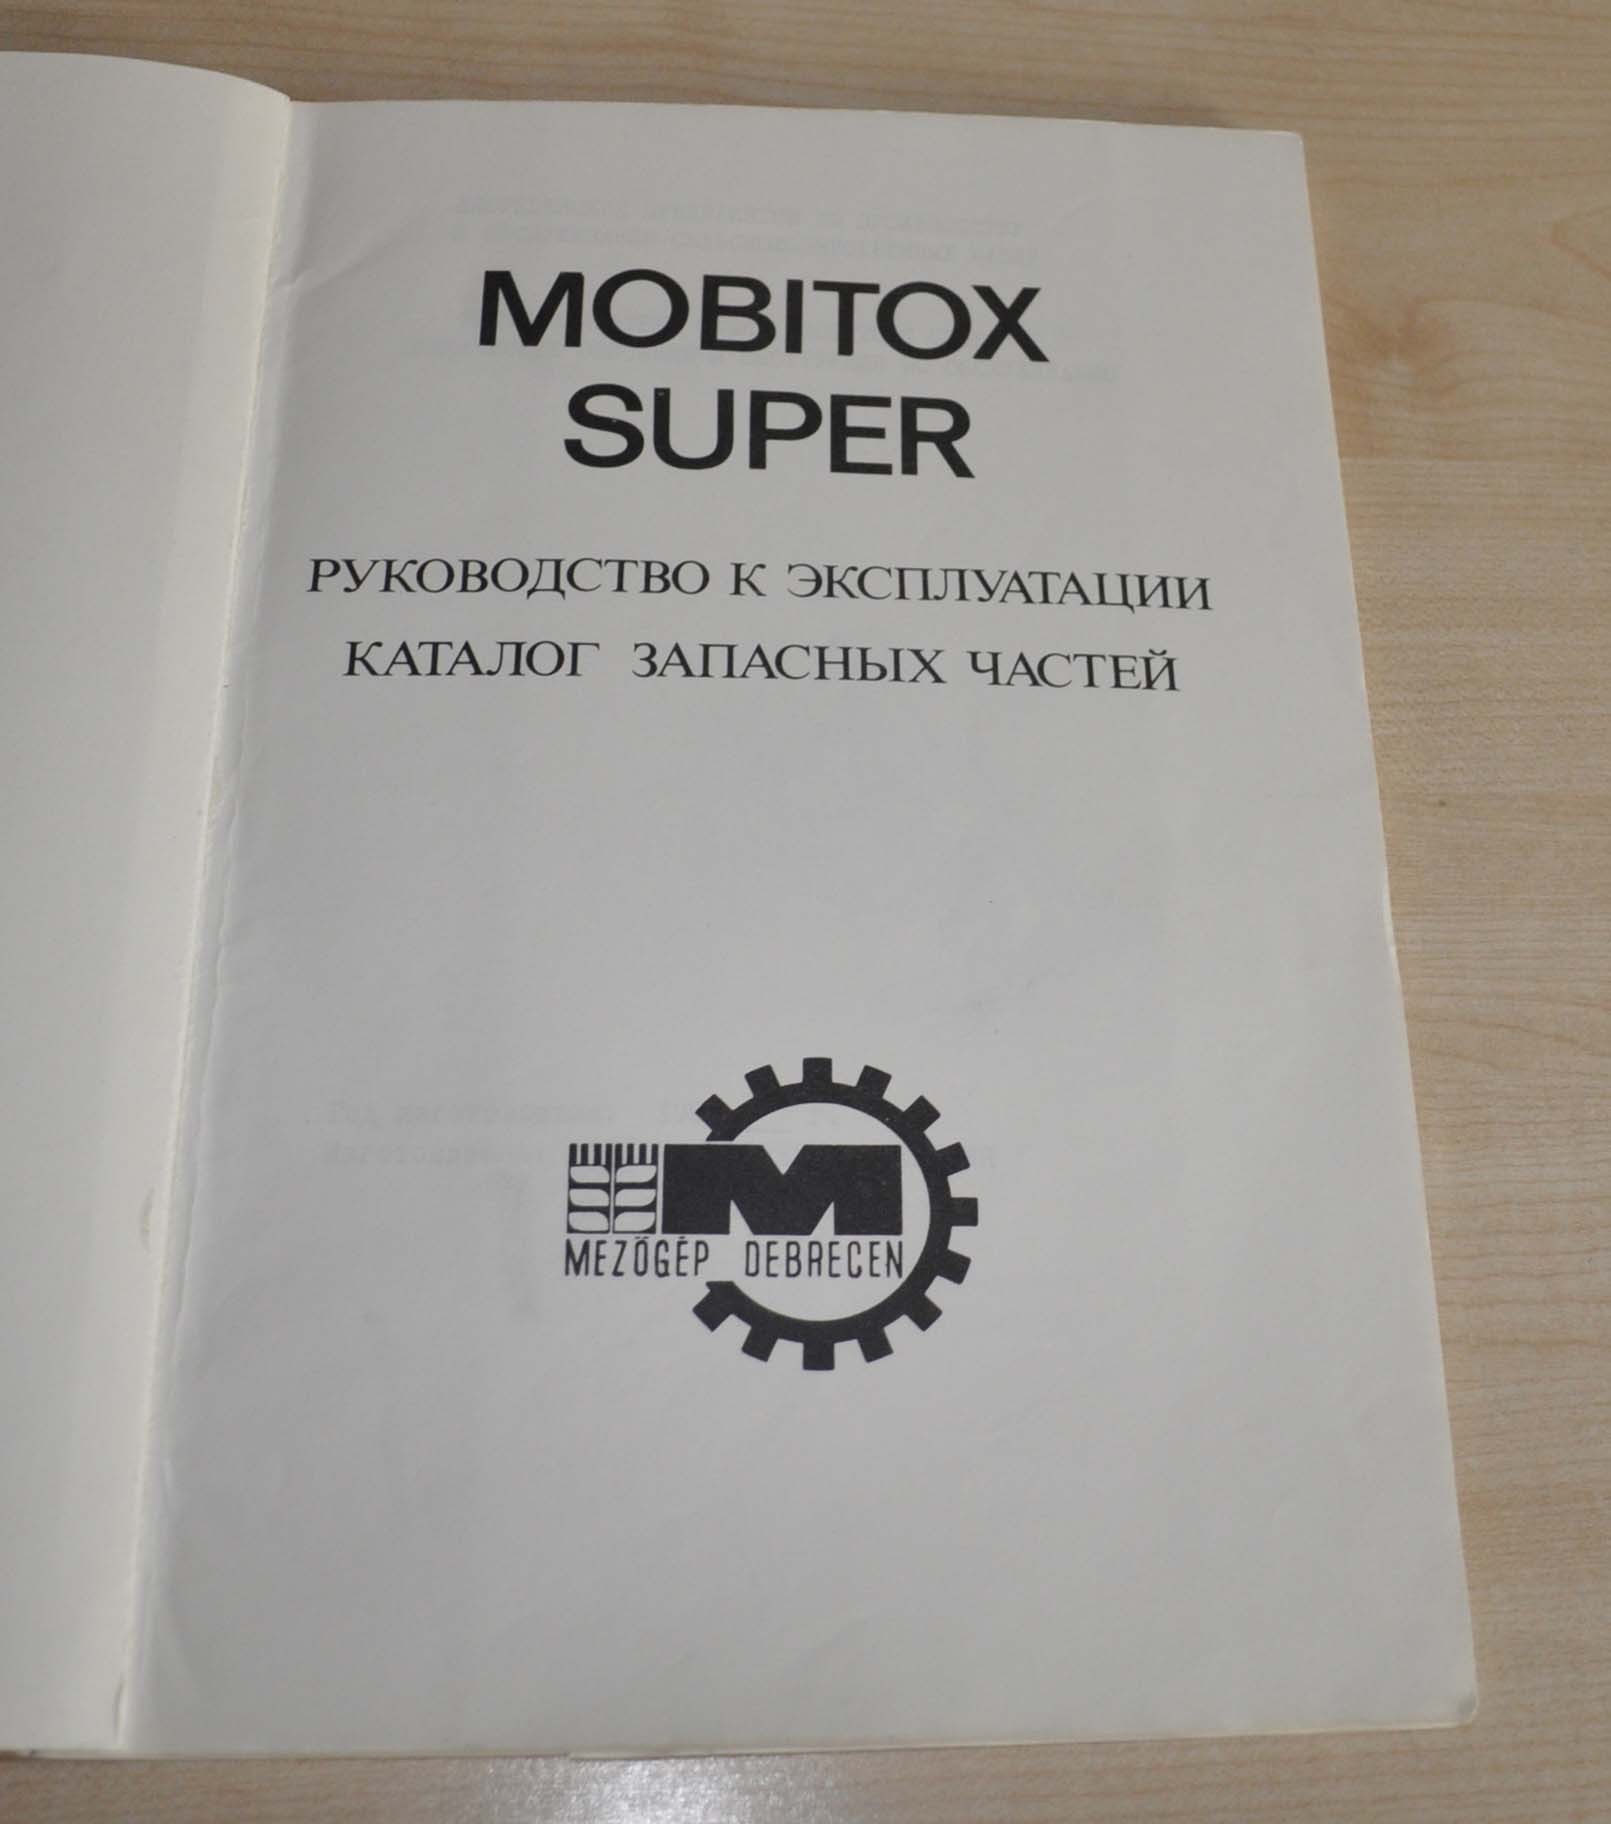 MOBITOX
SUPER
РУКОВОДСТВО К ЭКСПЛУАТАЦИИ
КАТАЛОГ ЗАПАСНЫХ ЧАСТЕЙ
MEZŐGÉP DEBRECEN